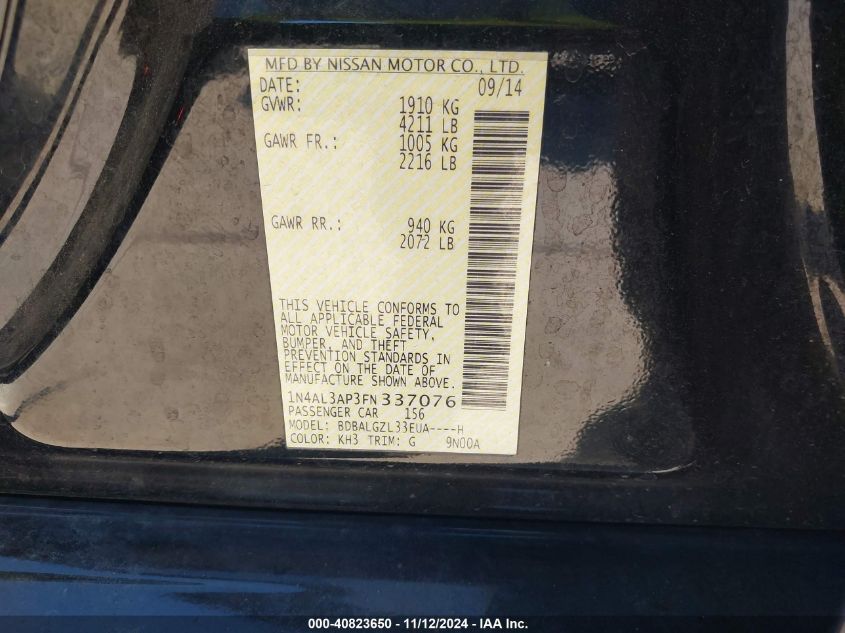 MFD BY NISSAN MOTOR CO., LTD.
DATE: 09/14
GVWR: 1910 KG
4211 LB
GAWR FR.: 1005 KG
2216 LB
GAWR RR.: 940 KG
2072 LB
THIS VEHICLE CONFORMS TO
ALL APPLICABLE FEDERAL
MOTOR VEHICLE SAFETY,
BUMPER, AND THEFT
PREVENTION STANDARDS IN
EFFECT ON THE DATE OF
MANUFACTURE SHOWN ABOVE.
1N4AL3AP3FN 337076
PASSENGER CAR 156
MODEL: BDBALGZL33EUA----H
COLOR: KH3 TRIM: G 9N00A
000-40823650 - 11/12/2024 - IAA Inc.